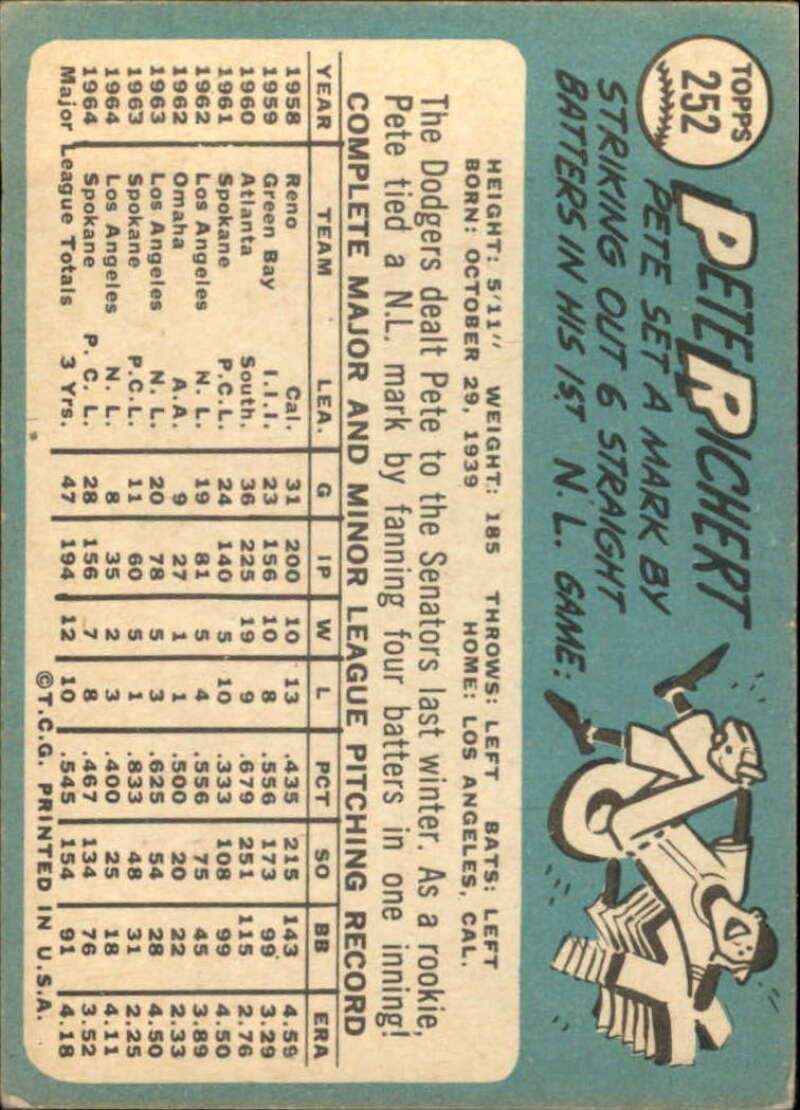 TOPPS
252
PETE RICHERT
PETE SET A MARK BY
STRIKING OUT 6 STRAIGHT
BATTERS IN HIS 1ST N.L. GAME:
HEIGHT: 5'11" WEIGHT: 185 THROWS: LEFT BATS: LEFT
BORN: OCTOBER 29, 1939 HOME: LOS ANGELES, CAL.
The Dodgers dealt Pete to the Senators last winter. As a rookie,
Pete tied a N.L. mark by fanning four batters in one inning!
COMPLETE MAJOR AND MINOR LEAGUE PITCHING RECORD
YEAR TEAM LEA. G IP W L PCT SO BB ERA
1958 Reno Cal. 31 200 10 13 .435 215 143 4.59
1959 Green Bay I.I.I. 23 156 10 8 .556 173 99 3.29
1960 Atlanta South. 36 225 19 9 .679 251 115 2.76
1961 Spokane P.C.L. 24 140 5 10 .333 108 99 4.50
1962 Los Angeles N. L. 19 81 5 4 .556 75 45 3.89
1962 Omaha A.A. 9 27 1 1 .500 20 22 2.33
1963 Los Angeles N. L. 20 78 5 3 .625 54 28 4.50
1963 Spokane P.C.L. 11 60 5 1 .833 48 31 2.25
1964 Los Angeles N. L. 8 35 2 3 .400 25 18 4.11
1964 Spokane P. C. L. 28 156 7 8 .467 134 76 3.52
Major League Totals 3 Yrs. 47 194 12 10 .545 154 91 4.18
©T.C.G. PRINTED IN U.S.A.